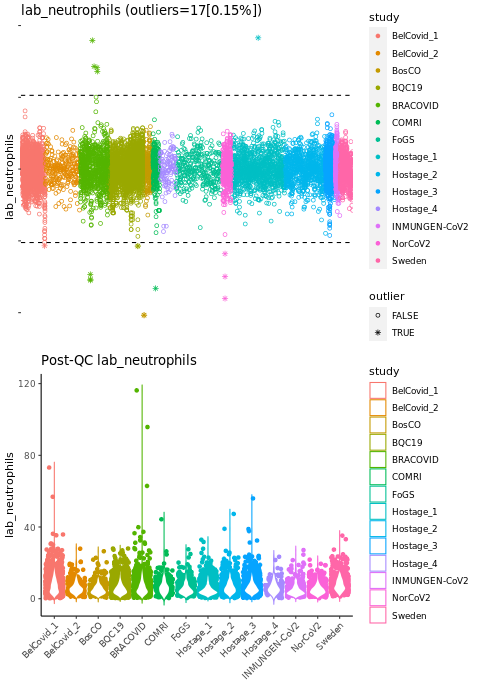 lab_neutrophils (outliers=17[0.15%])
lab_neutrophils
study
BelCovid_1
BelCovid_2
BosCO
BQC19
BRACOVID
COMRI
FoGS
Hostage_1
Hostage_2
Hostage_3
Hostage_4
INMUNGEN-CoV2
NorCoV2
Sweden
outlier
FALSE
TRUE
Post-QC lab_neutrophils
lab_neutrophils
120
80
40
0
BelCovid_1
BelCovid_2
BosCO
BQC19
BRACOVID
COMRI
FoGS
Hostage_1
Hostage_2
Hostage_3
Hostage_4
INMUNGEN-CoV2
NorCoV2
Sweden
study
BelCovid_1
BelCovid_2
BosCO
BQC19
BRACOVID
COMRI
FoGS
Hostage_1
Hostage_2
Hostage_3
Hostage_4
INMUNGEN-CoV2
NorCoV2
Sweden